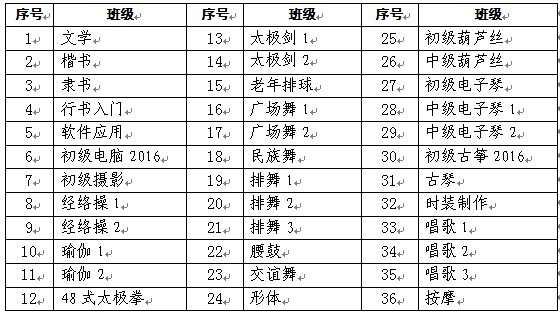 序号 班级 序号 班级 序号 班级
1 文学 13 太极剑 1 25 初级葫芦丝
2 楷书 14 太极剑 2 26 中级葫芦丝
3 隶书 15 老年排球 27 初级电子琴
4 行书入门 16 广场舞 1 28 中级电子琴 1
5 软件应用 17 广场舞 2 29 中级电子琴 2
6 初级电脑 2016 18 民族舞 30 初级古筝 2016
7 初级摄影 19 排舞 1 31 古琴
8 经络操 1 20 排舞 2 32 时装制作
9 经络操 2 21 排舞 3 33 唱歌 1
10 瑜伽 1 22 腰鼓 34 唱歌 2
11 瑜伽 2 23 交谊舞 35 唱歌 3
12 48 式太极拳 24 形体 36 按摩